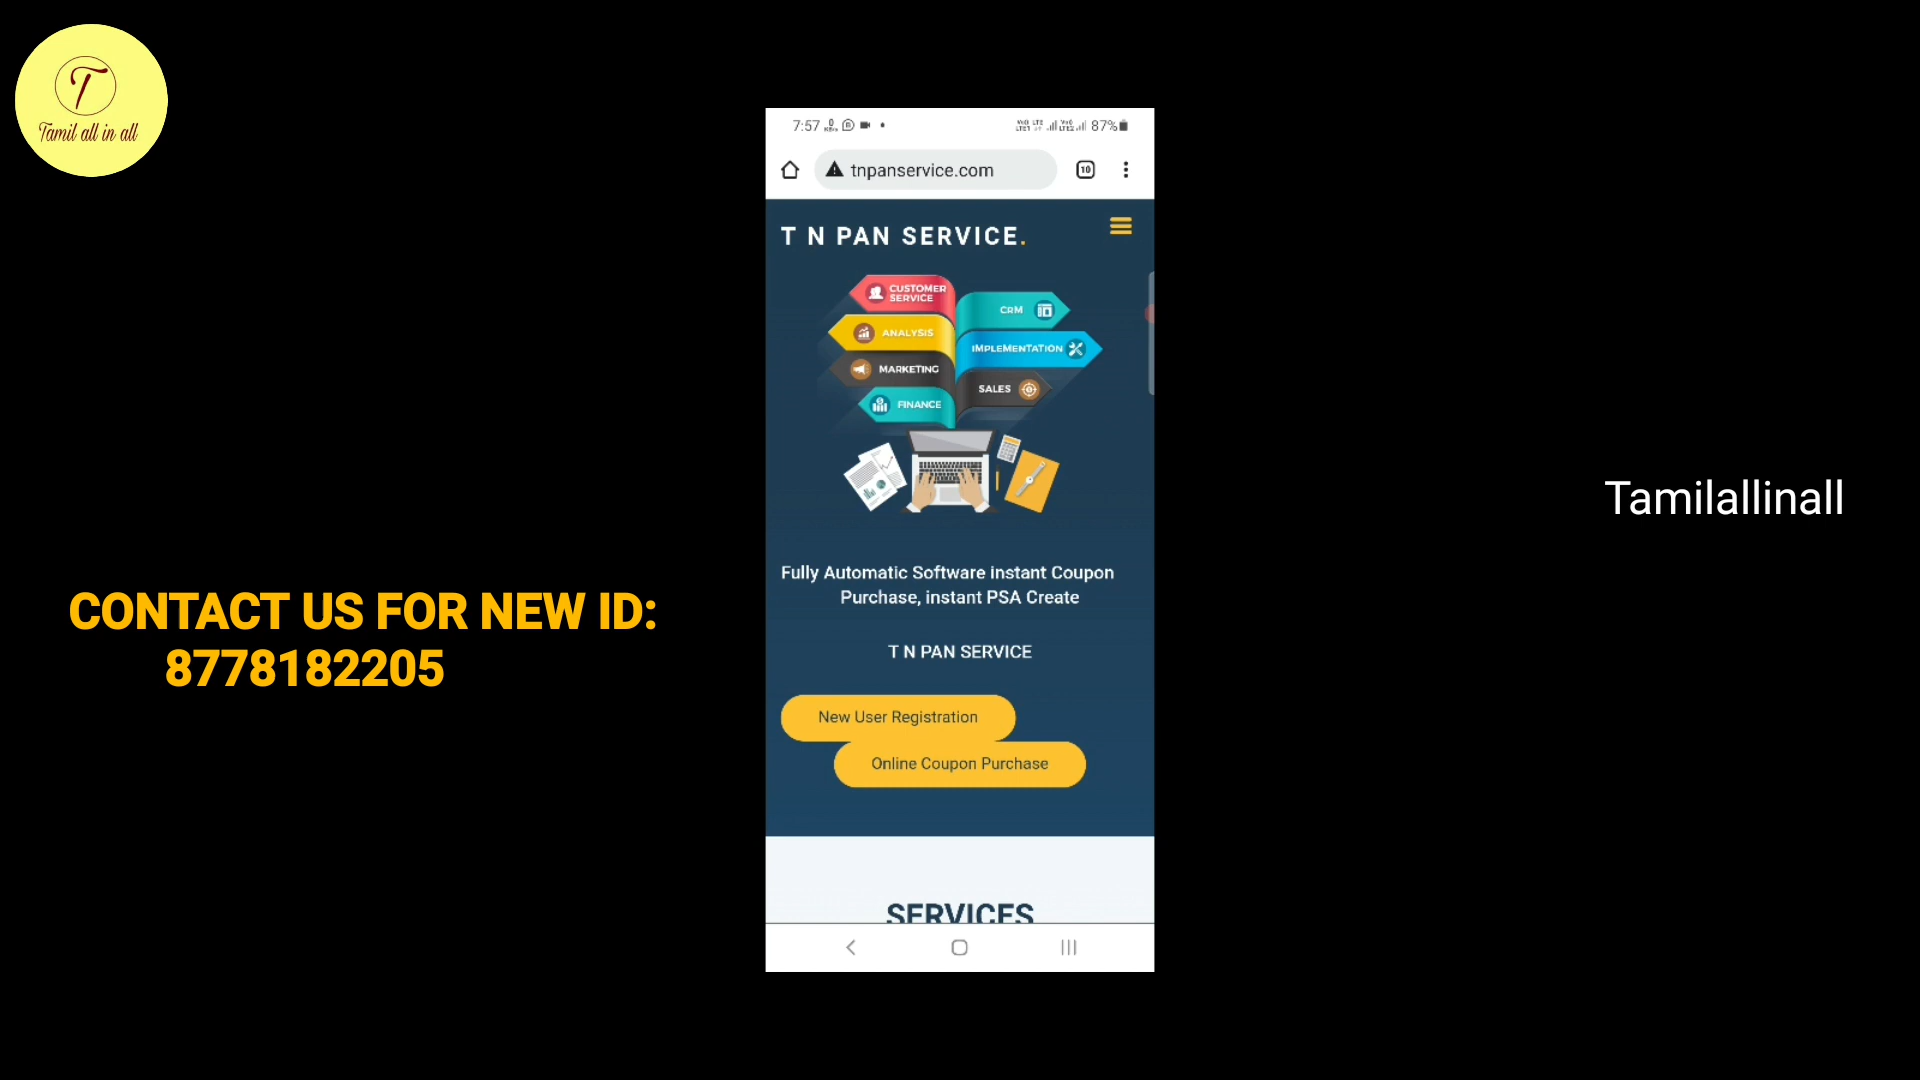 T
Tamil all in all
7:57
87%
tnpanservice.com
10
T N PAN SERVICE.
CUSTOMER
SERVICE
CRM
ANALYSIS
IMPLEMENTATION
MARKETING
SALES
FINANCE
Fully Automatic Software instant Coupon
Purchase, instant PSA Create
T N PAN SERVICE
New User Registration
Online Coupon Purchase
SERVICES
CONTACT US FOR NEW ID:
8778182205
Tamilallinall